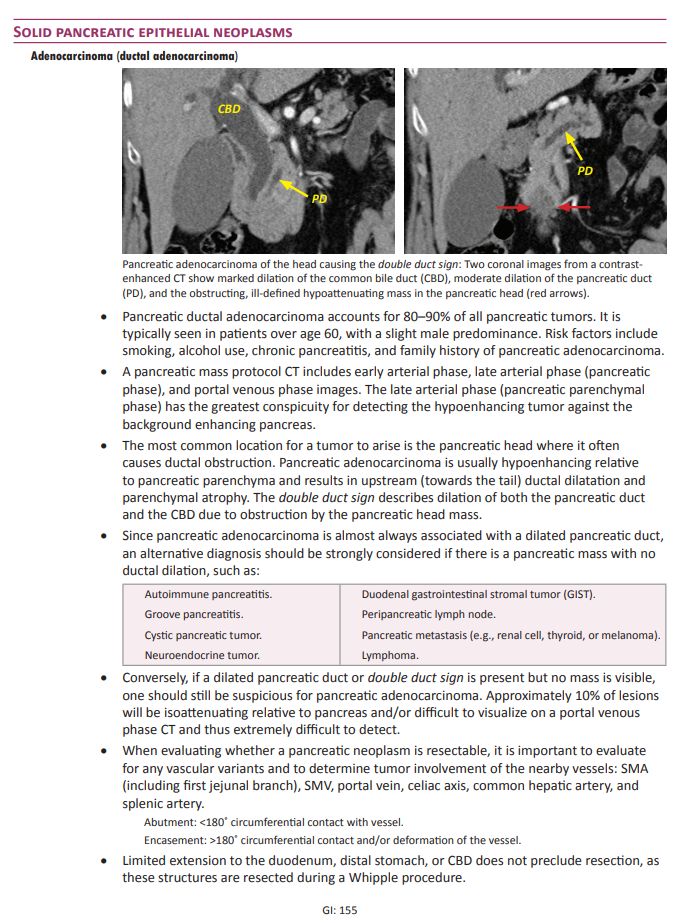 SOLID PANCREATIC EPITHELIAL NEOPLASMS
Adenocarcinoma (ductal adenocarcinoma)
CBD
PD
PD
Pancreatic adenocarcinoma of the head causing the double duct sign: Two coronal images from a contrast-
enhanced CT show marked dilation of the common bile duct (CBD), moderate dilation of the pancreatic duct
(PD), and the obstructing, ill-defined hypoattenuating mass in the pancreatic head (red arrows).
• Pancreatic ductal adenocarcinoma accounts for 80–90% of all pancreatic tumors. It is
typically seen in patients over age 60, with a slight male predominance. Risk factors include
smoking, alcohol use, chronic pancreatitis, and family history of pancreatic adenocarcinoma.
• A pancreatic mass protocol CT includes early arterial phase, late arterial phase (pancreatic
phase), and portal venous phase images. The late arterial phase (pancreatic parenchymal
phase) has the greatest conspicuity for detecting the hypoenhancing tumor against the
background enhancing pancreas.
• The most common location for a tumor to arise is the pancreatic head where it often
causes ductal obstruction. Pancreatic adenocarcinoma is usually hypoenhancing relative
to pancreatic parenchyma and results in upstream (towards the tail) ductal dilatation and
parenchymal atrophy. The double duct sign describes dilation of both the pancreatic duct
and the CBD due to obstruction by the pancreatic head mass.
• Since pancreatic adenocarcinoma is almost always associated with a dilated pancreatic duct,
an alternative diagnosis should be strongly considered if there is a pancreatic mass with no
ductal dilation, such as:
Autoimmune pancreatitis. Duodenal gastrointestinal stromal tumor (GIST).
Groove pancreatitis. Peripancreatic lymph node.
Cystic pancreatic tumor. Pancreatic metastasis (e.g., renal cell, thyroid, or melanoma).
Neuroendocrine tumor. Lymphoma.
• Conversely, if a dilated pancreatic duct or double duct sign is present but no mass is visible,
one should still be suspicious for pancreatic adenocarcinoma. Approximately 10% of lesions
will be isoattenuating relative to pancreas and/or difficult to visualize on a portal venous
phase CT and thus extremely difficult to detect.
• When evaluating whether a pancreatic neoplasm is resectable, it is important to evaluate
for any vascular variants and to determine tumor involvement of the nearby vessels: SMA
(including first jejunal branch), SMV, portal vein, celiac axis, common hepatic artery, and
splenic artery.
Abutment: <180˚ circumferential contact with vessel.
Encasement: >180˚ circumferential contact and/or deformation of the vessel.
• Limited extension to the duodenum, distal stomach, or CBD does not preclude resection, as
these structures are resected during a Whipple procedure.
GI: 155